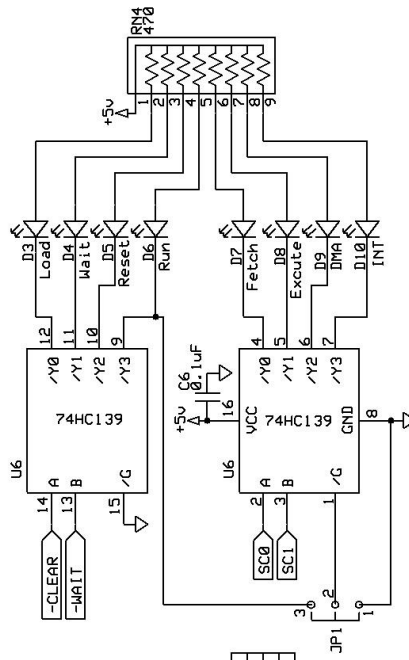 RN4
470
+5v
1
2
3
4
5
6
7
8
9
D3
Load
D4
Wait
D5
Reset
D6
Run
D7
Fetch
D8
Excute
D9
DMA
D10
INT
12
11
10
9
/Y0
/Y1
/Y2
/Y3
74HC139
U6
A
B
/G
14
13
15
-CLEAR
-WAIT
C6
0.1uF
+5v
16
4
5
6
7
/Y0
/Y1
/Y2
/Y3
VCC
74HC139
GND
8
U6
A
B
/G
2
3
1
SC0
SC1
3
2
1
JP1